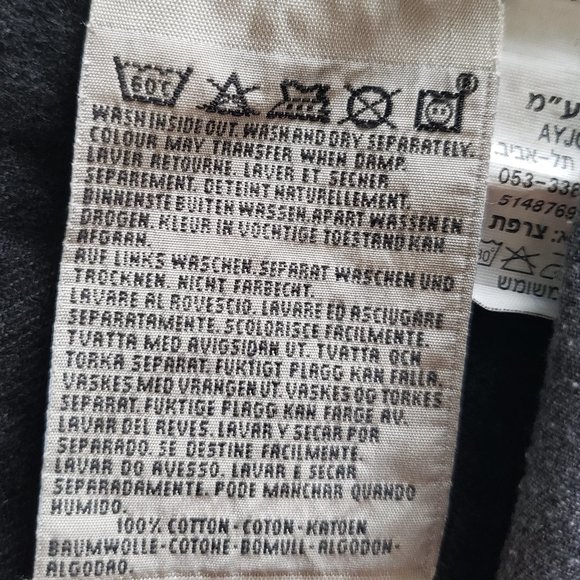 60C
WASH INSIDE OUT. WASH AND DRY SEPARATELY.
COLOUR MAY TRANSFER WHEN DAMP.
LAVER RETOURNE. LAVER ET SECHER
SEPAREMENT. DETEINT NATURELLEMENT.
BINNENSTE BUITEN WASSEN. APART WASSEN EN
DROGEN. KLEUR IN VOCHTIGE TOESTAND KAN
AFGAAN.
AUF LINKS WASCHEN. SEPARAT WASCHEN UND
TROCKNEN. NICHT FARBECHT.
LAVARE AL ROVESCIO. LAVARE ED ASCIUGARE
SEPARATAMENTE. SCOLORISCE FACILMENTE.
TVATTA MED AVIGSIDAN UT. TVATTA OCH
TORKA SEPARAT. FUKTIGT PLAGG KAN FALLA.
VASKES MED VRANGEN UT. VASKES OG TORKES
SEPARAT. FUKTIGE PLAGG KAN FARGE AV.
LAVAR DEL REVES. LAVAR Y SECAR POR
SEPARADO. SE DESTINE FACILMENTE.
LAVAR DO AVESSO. LAVAR E SECAR
SEPARADAMENTE. PODE MANCHAR QUANDO
HUMIDO.
100% COTTON-COTON-KATOEN
BAUMWOLLE-COTONE-BOMULL-ALGODON-
ALGODAO.
ע"מ
AYJO
תל-אביב
053-336
5148769
צרפת
משומש